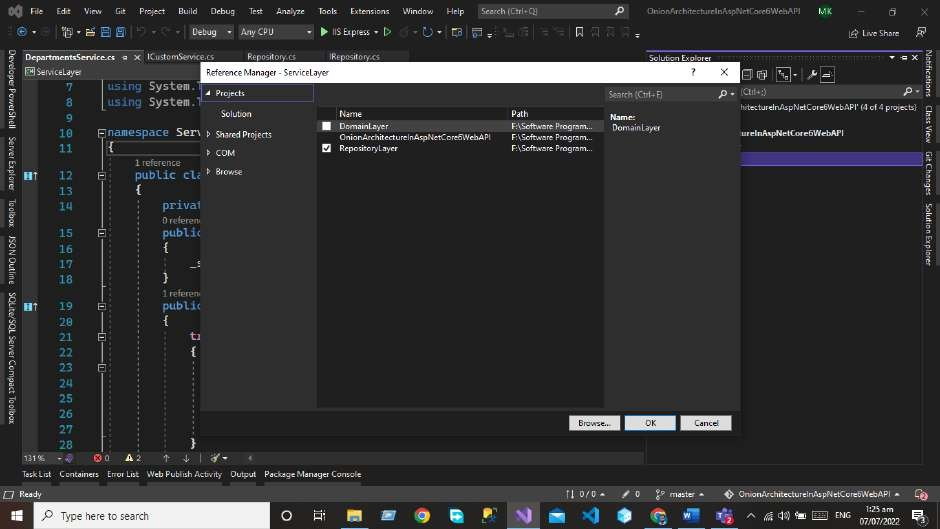 File Edit View Git Project Build Debug Test Analyze Tools Extensions Window Help Search (Ctrl+Q) OnionArchitectureInAspNetCore6WebAPI MK
Debug Any CPU IIS Express Live Share
DepartmentsService.cs ICustomService.cs Repository.cs IRepository.cs Solution Explorer
ServiceLayer
Reference Manager - ServiceLayer ? ×
Projects
Solution
Shared Projects
COM
Browse
Search (Ctrl+E)
Name Path
DomainLayer F:\Software Program...
OnionArchitectureInAspNetCore6WebAPI F:\Software Program...
RepositoryLayer F:\Software Program...
Name:
DomainLayer
Browse... OK Cancel
(Ctrl+;)
chitectureInAspNetCore6WebAPI' (4 of 4 projects)
tureInAspNetCore6WebAPI
7 using System.
8 using System.
9
10 namespace Serv
11 {
1 reference
12 public cla
13 {
14 privat
0 referen
15 public
16 {
17 _s
18 }
1 referenc
19 public
20 {
21 tr
22 {
23
24
25
26
27
28 }
Developer PowerShell
Server Explorer
Toolbox
JSON Outline
SQLite/SQL Server Compact Toolbox
Notifications
Class View
Git Changes
Solution Explorer
131 % 0 2
Task List Containers Error List Web Publish Activity Output Package Manager Console
Ready 0 / 0 0 master OnionArchitectureInAspNetCore6WebAPI 2
Type here to search 2 ENG 1:25 am
07/07/2022 3